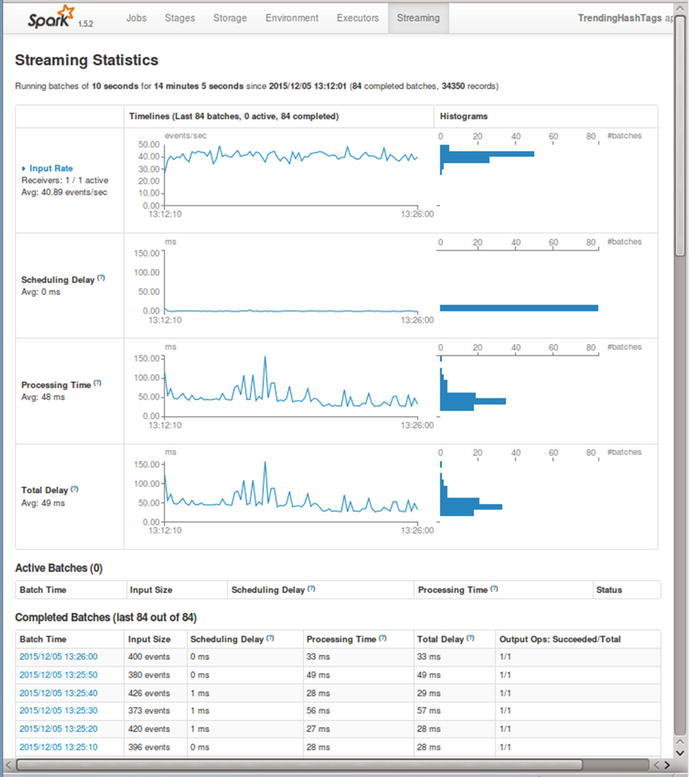 Spark 1.5.2 Jobs Stages Storage Environment Executors Streaming TrendingHashTags ap
Streaming Statistics
Running batches of 10 seconds for 14 minutes 5 seconds since 2015/12/05 13:12:01 (84 completed batches, 34350 records)
Timelines (Last 84 batches, 0 active, 84 completed) Histograms
Input Rate
Receivers: 1 / 1 active
Avg: 40.89 events/sec
events/sec
50.00
40.00
30.00
20.00
10.00
0.00
13:12:10 13:26:00
0 20 40 60 80 #batches
Scheduling Delay (?)
Avg: 0 ms
ms
150.00
100.00
50.00
0.00
13:12:10 13:26:00
0 20 40 60 80 #batches
Processing Time (?)
Avg: 48 ms
ms
150.00
100.00
50.00
0.00
13:12:10 13:26:00
0 20 40 60 80 #batches
Total Delay (?)
Avg: 49 ms
ms
150.00
100.00
50.00
0.00
13:12:10 13:26:00
0 20 40 60 80 #batches
Active Batches (0)
Batch Time Input Size Scheduling Delay (?) Processing Time (?) Status
Completed Batches (last 84 out of 84)
Batch Time Input Size Scheduling Delay (?) Processing Time (?) Total Delay (?) Output Ops: Succeeded/Total
2015/12/05 13:26:00 400 events 0 ms 33 ms 33 ms 1/1
2015/12/05 13:25:50 380 events 0 ms 49 ms 49 ms 1/1
2015/12/05 13:25:40 426 events 1 ms 28 ms 29 ms 1/1
2015/12/05 13:25:30 373 events 1 ms 56 ms 57 ms 1/1
2015/12/05 13:25:20 420 events 1 ms 27 ms 28 ms 1/1
2015/12/05 13:25:10 396 events 0 ms 28 ms 28 ms 1/1